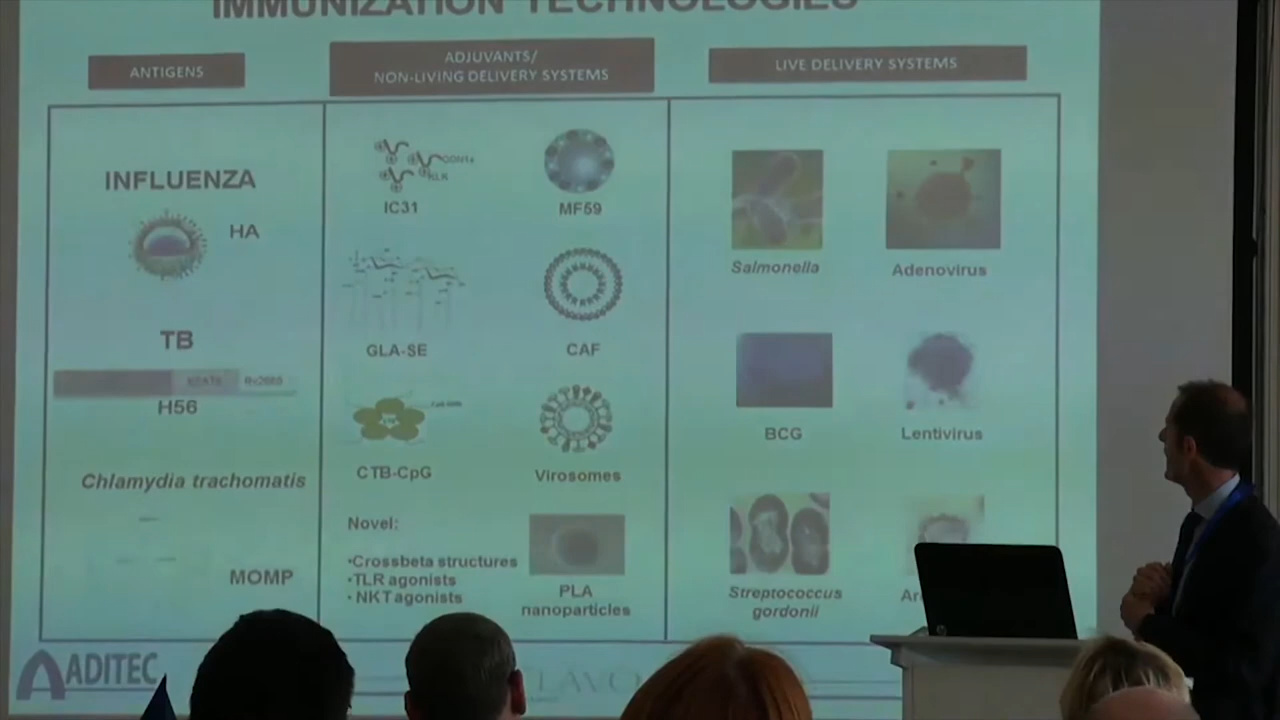 IMMUNIZATION TECHNOLOGIES
ANTIGENS
ADJUVANTS/
NON-LIVING DELIVERY SYSTEMS
LIVE DELIVERY SYSTEMS
INFLUENZA
HA
TB
H56
Chlamydia trachomatis
MOMP
IC31
MF59
GLA-SE
CAF
CTB-CpG
Virosomes
Novel:
•Crossbeta structures
•TLR agonists
• NKT agonists
PLA
nanoparticles
Salmonella
Adenovirus
BCG
Lentivirus
Streptococcus
gordonii
ADITEC